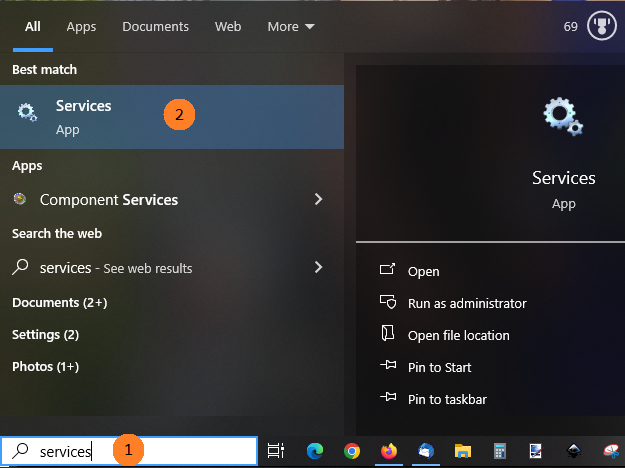 All Apps Documents Web More 69
Best match
Services
App
2
Apps
Component Services
Search the web
services - See web results
Documents (2+)
Settings (2)
Photos (1+)
Services
App
Open
Run as administrator
Open file location
Pin to Start
Pin to taskbar
services 1